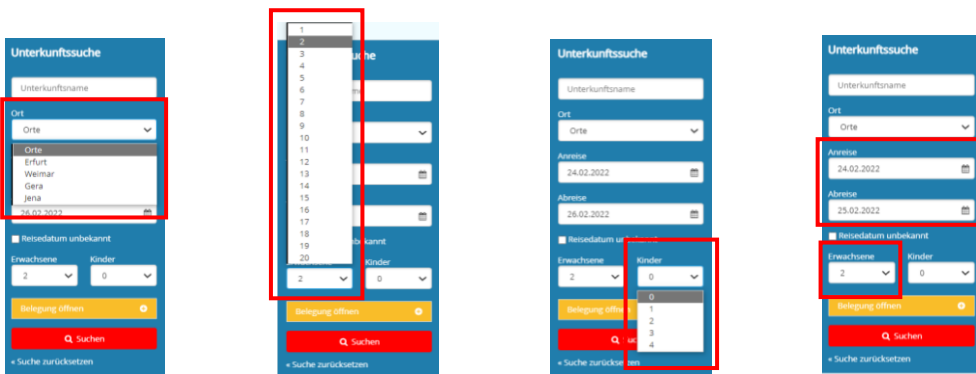 Unterkunftssuche
Unterkunftsname
Ort
Orte
Orte
Erfurt
Weimar
Gera
Jena
26.02.2022
Reisedatum unbekannt
Erwachsene Kinder
2 0
Belegung öffnen
Suchen
« Suche zurücksetzen
1
2
3
4
5
6
7
8
9
10
11
12
13
14
15
16
17
18
19
20
Kinder
2 0
Belegung öffnen
Suchen
« Suche zurücksetzen
Unterkunftssuche
Unterkunftsname
Ort
Orte
Anreise
24.02.2022
Abreise
26.02.2022
Reisedatum unbekannt
Erwachsene Kinder
2 0
Belegung öffnen
0
1
2
3
4
« Suche zurücksetzen
Unterkunftssuche
Unterkunftsname
Ort
Orte
Anreise
24.02.2022
Abreise
25.02.2022
Reisedatum unbekannt
Erwachsene Kinder
2 0
Belegung öffnen
Suchen
« Suche zurücksetzen